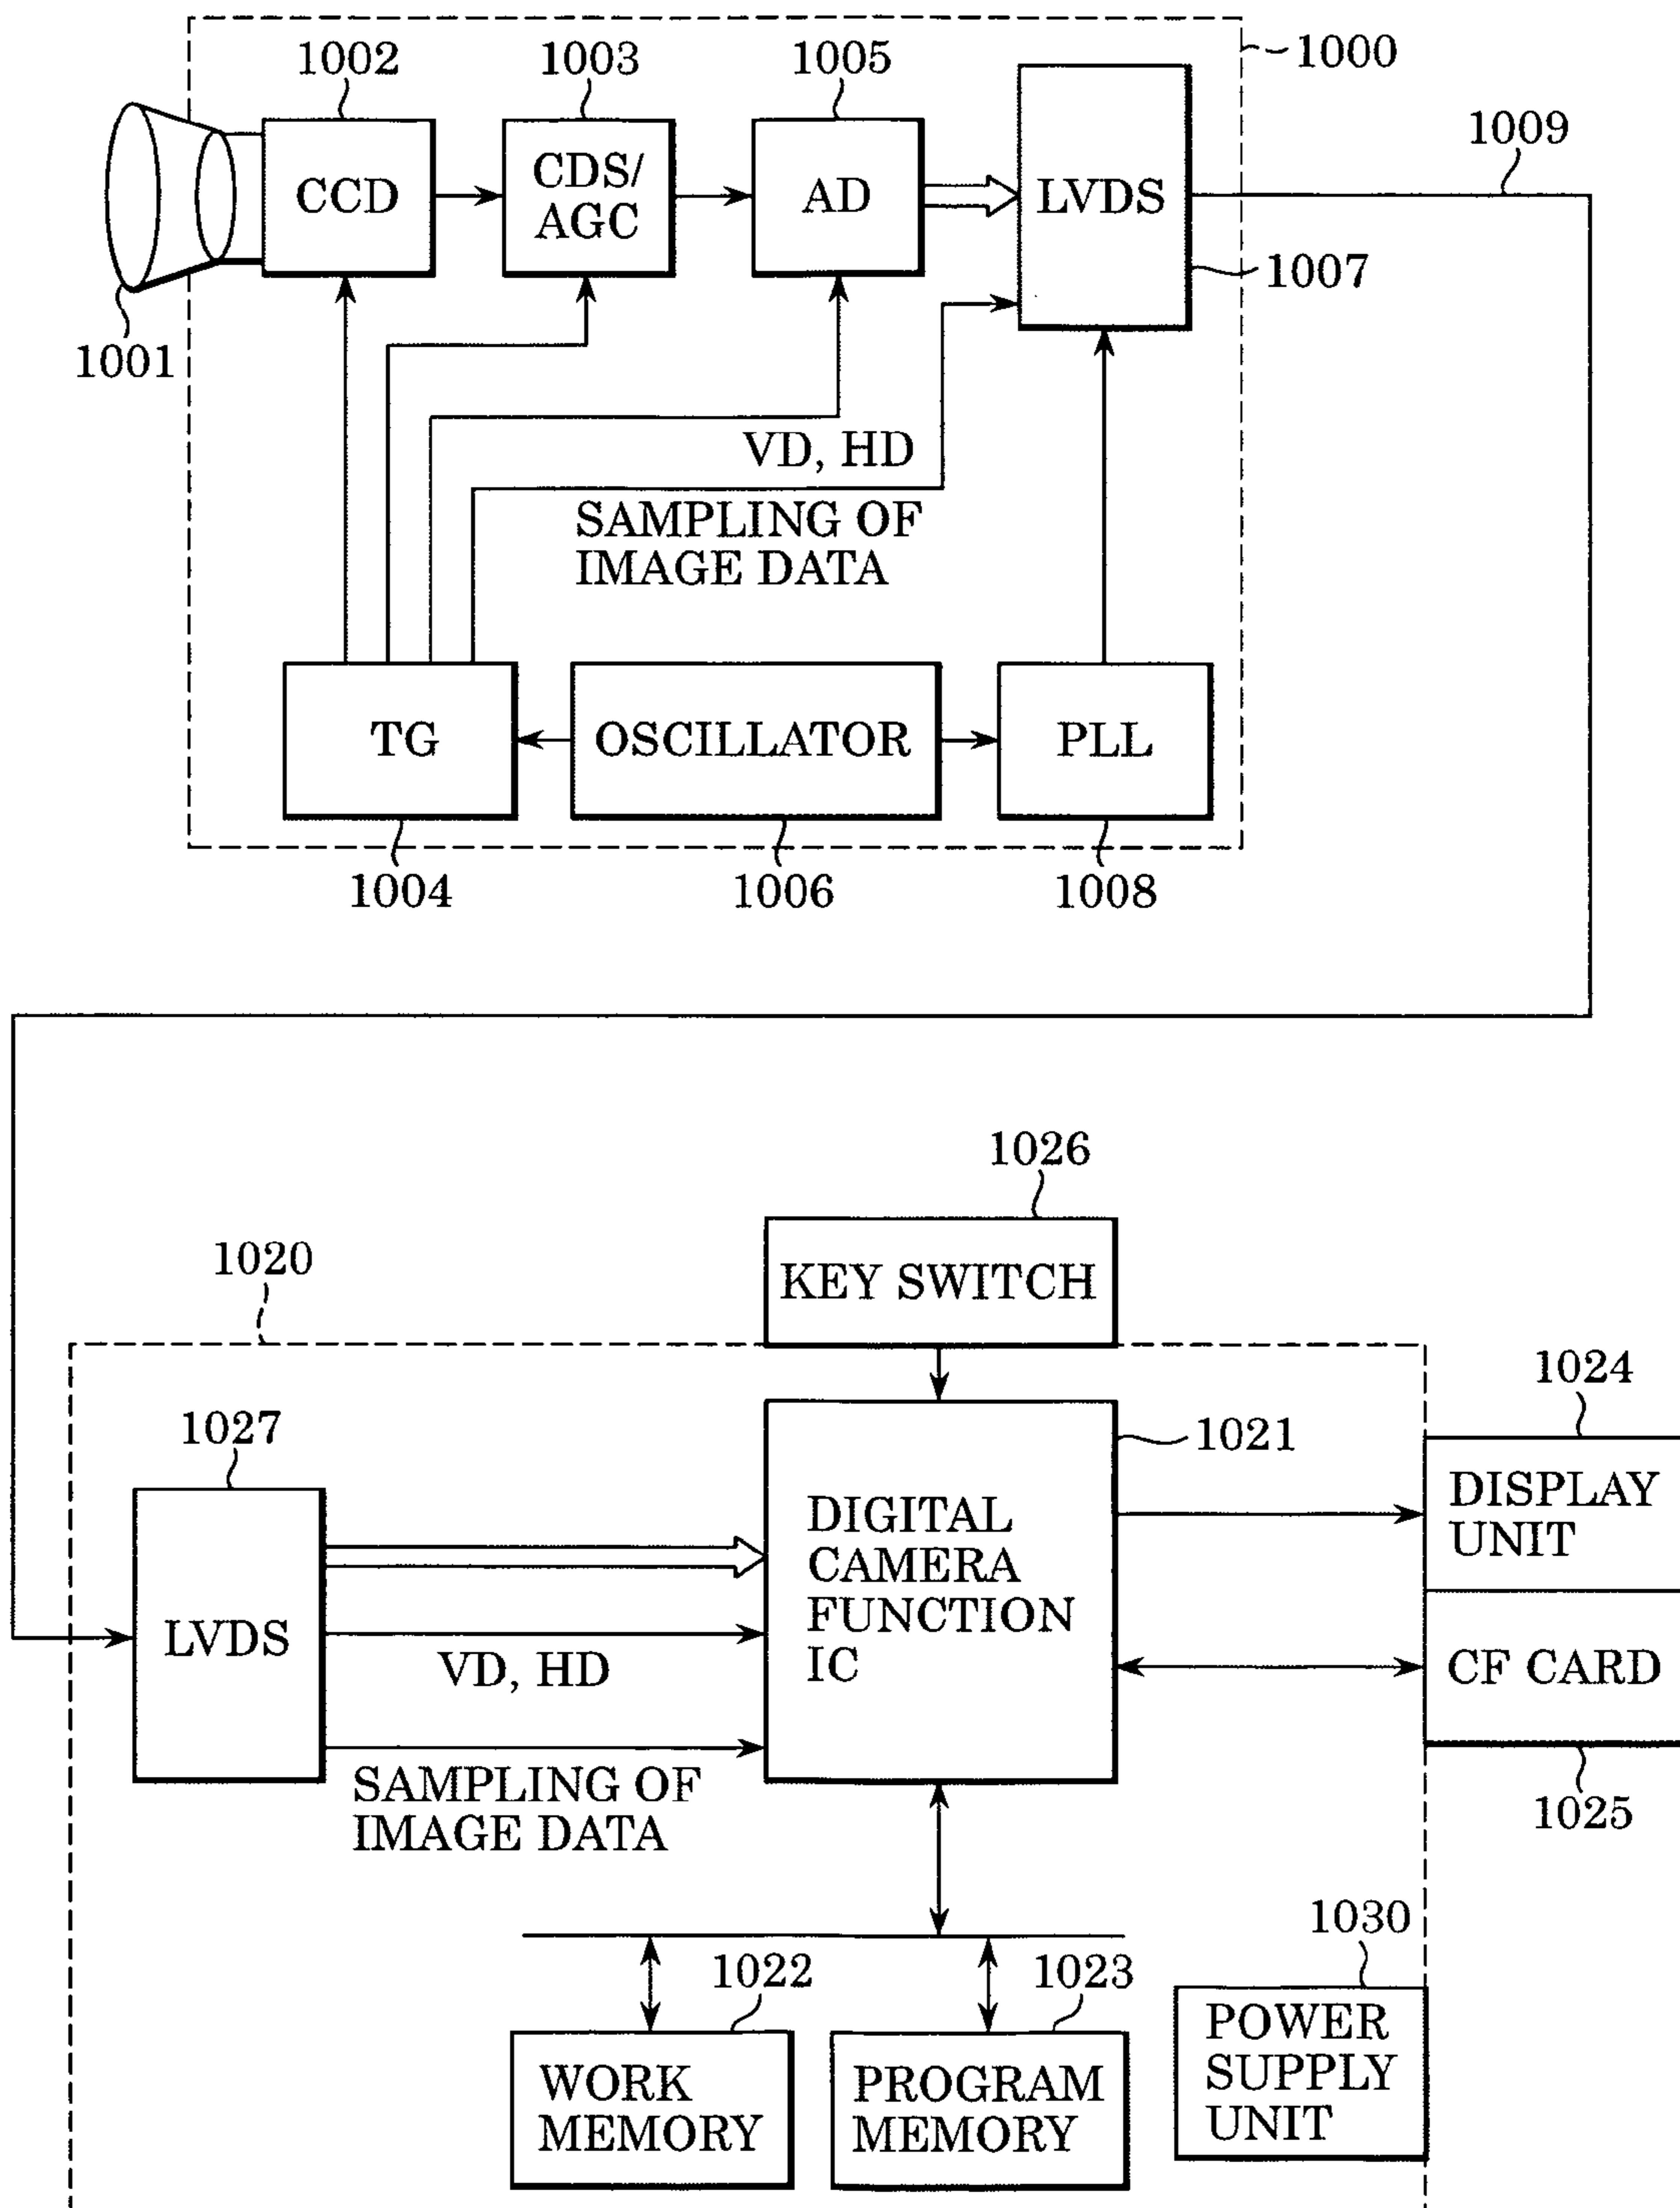 1002
1003
1005
1000
1009
CCD
CDS/
AGC
AD
LVDS
1007
1001
VD, HD
SAMPLING OF
IMAGE DATA
TG
OSCILLATOR
PLL
1004
1006
1008
1026
KEY SWITCH
1020
1024
1027
1021
DISPLAY
UNIT
DIGITAL
CAMERA
FUNCTION
IC
LVDS
VD, HD
CF CARD
SAMPLING OF
IMAGE DATA
1025
1030
1022
1023
POWER
SUPPLY
UNIT
WORK
MEMORY
PROGRAM
MEMORY